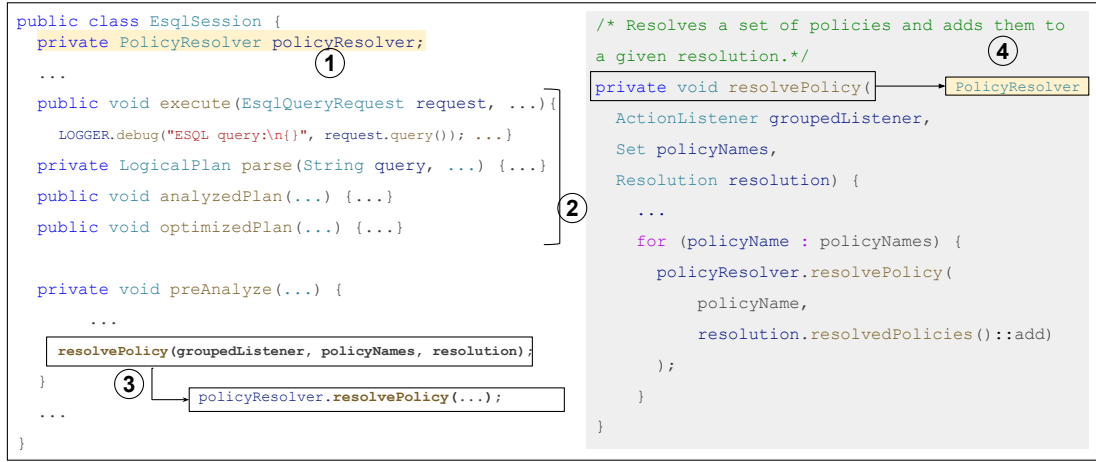 public class EsqlSession {
private PolicyResolver policyResolver;
1
...
public void execute(EsqlQueryRequest request, ...){
LOGGER.debug("ESQL query:\n{}", request.query()); ...}
private LogicalPlan parse(String query, ...) {...}
public void analyzedPlan(...) {...}
2
public void optimizedPlan(...) {...}
private void preAnalyze(...) {
...
resolvePolicy(groupedListener, policyNames, resolution);
}
3
policyResolver.resolvePolicy(...);
...
}
/* Resolves a set of policies and adds them to
a given resolution.*/
4
private void resolvePolicy(
PolicyResolver
ActionListener groupedListener,
Set policyNames,
Resolution resolution) {
...
for (policyName : policyNames) {
policyResolver.resolvePolicy(
policyName,
resolution.resolvedPolicies()::add)
);
}
}